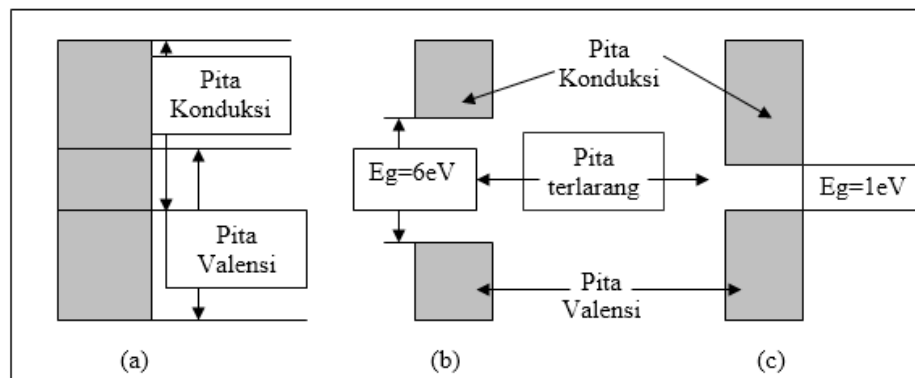 Pita
Konduksi
Pita
Valensi
(a)
Eg=6eV
(b)
Pita
Konduksi
Pita
terlarang
Pita
Valensi
Eg=1eV
(c)